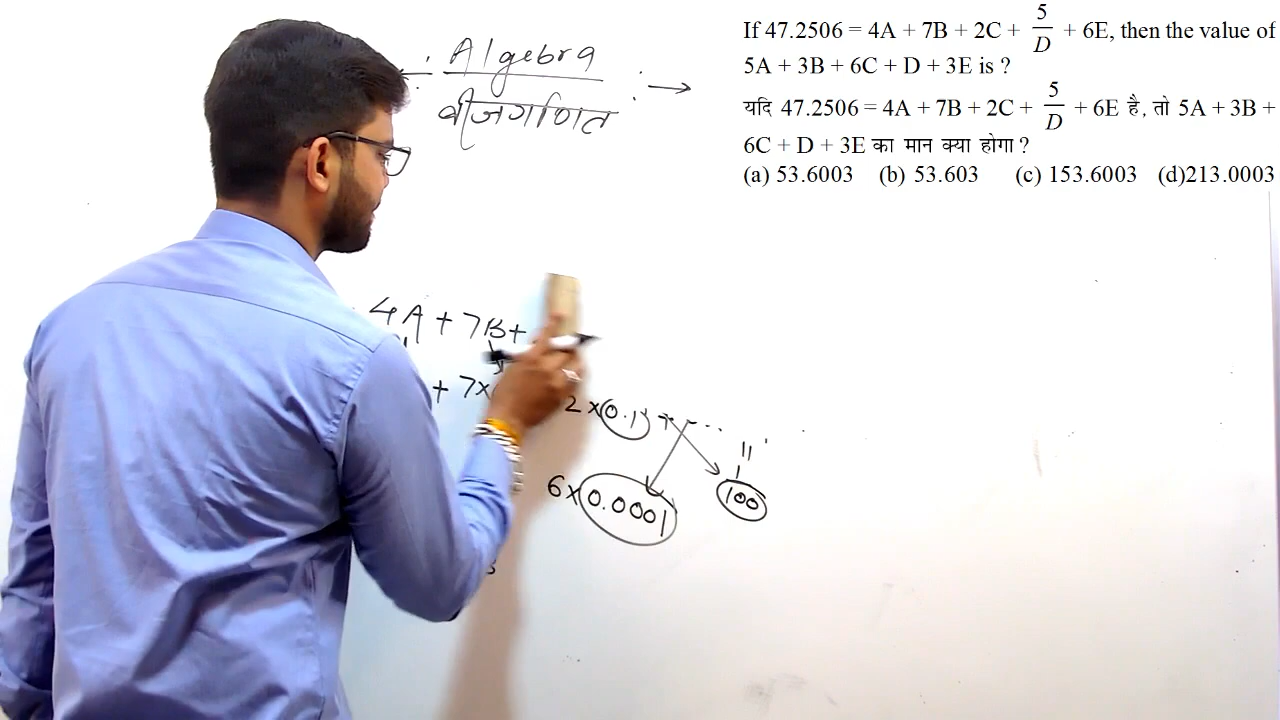 Algebra
बीजगणित
If 47.2506 = 4A + 7B + 2C + 5/D + 6E, then the value of
5A + 3B + 6C + D + 3E is ?
यदि 47.2506 = 4A + 7B + 2C + 5/D + 6E है, तो 5A + 3B +
6C + D + 3E का मान क्या होगा ?
(a) 53.6003 (b) 53.603 (c) 153.6003 (d)213.0003
4A + 7B +
+ 7×
2 × 0.1 + ...
6 × 0.0001
100